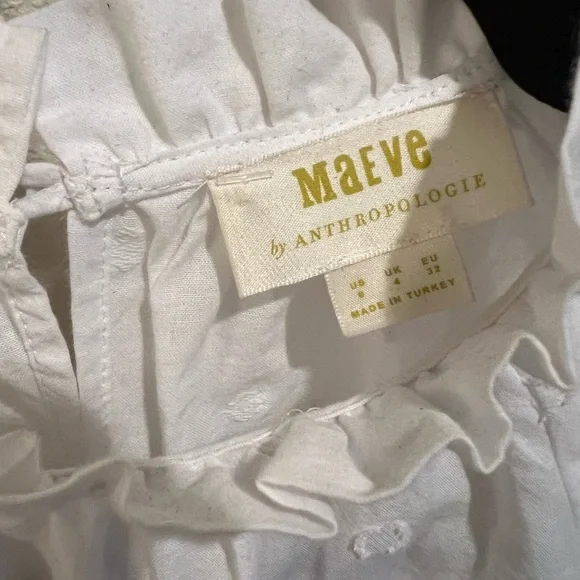 MaEvE
by ANTHROPOLOGIE
US UK EU
0 4 32
MADE IN TURKEY